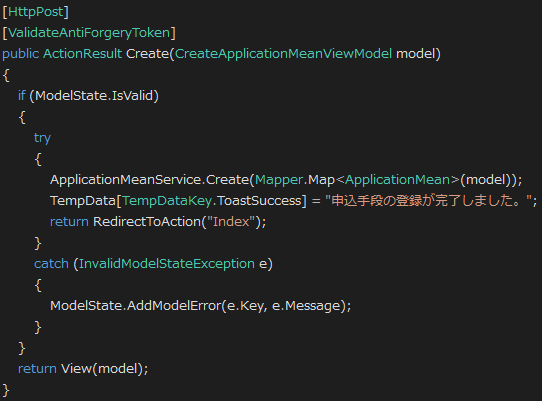 [HttpPost]
[ValidateAntiForgeryToken]
public ActionResult Create(CreateApplicationMeanViewModel model)
{
if (ModelState.IsValid)
{
try
{
ApplicationMeanService.Create(Mapper.Map<ApplicationMean>(model));
TempData[TempDataKey.ToastSuccess] = "申込手段の登録が完了しました。";
return RedirectToAction("Index");
}
catch (InvalidModelStateException e)
{
ModelState.AddModelError(e.Key, e.Message);
}
}
return View(model);
}